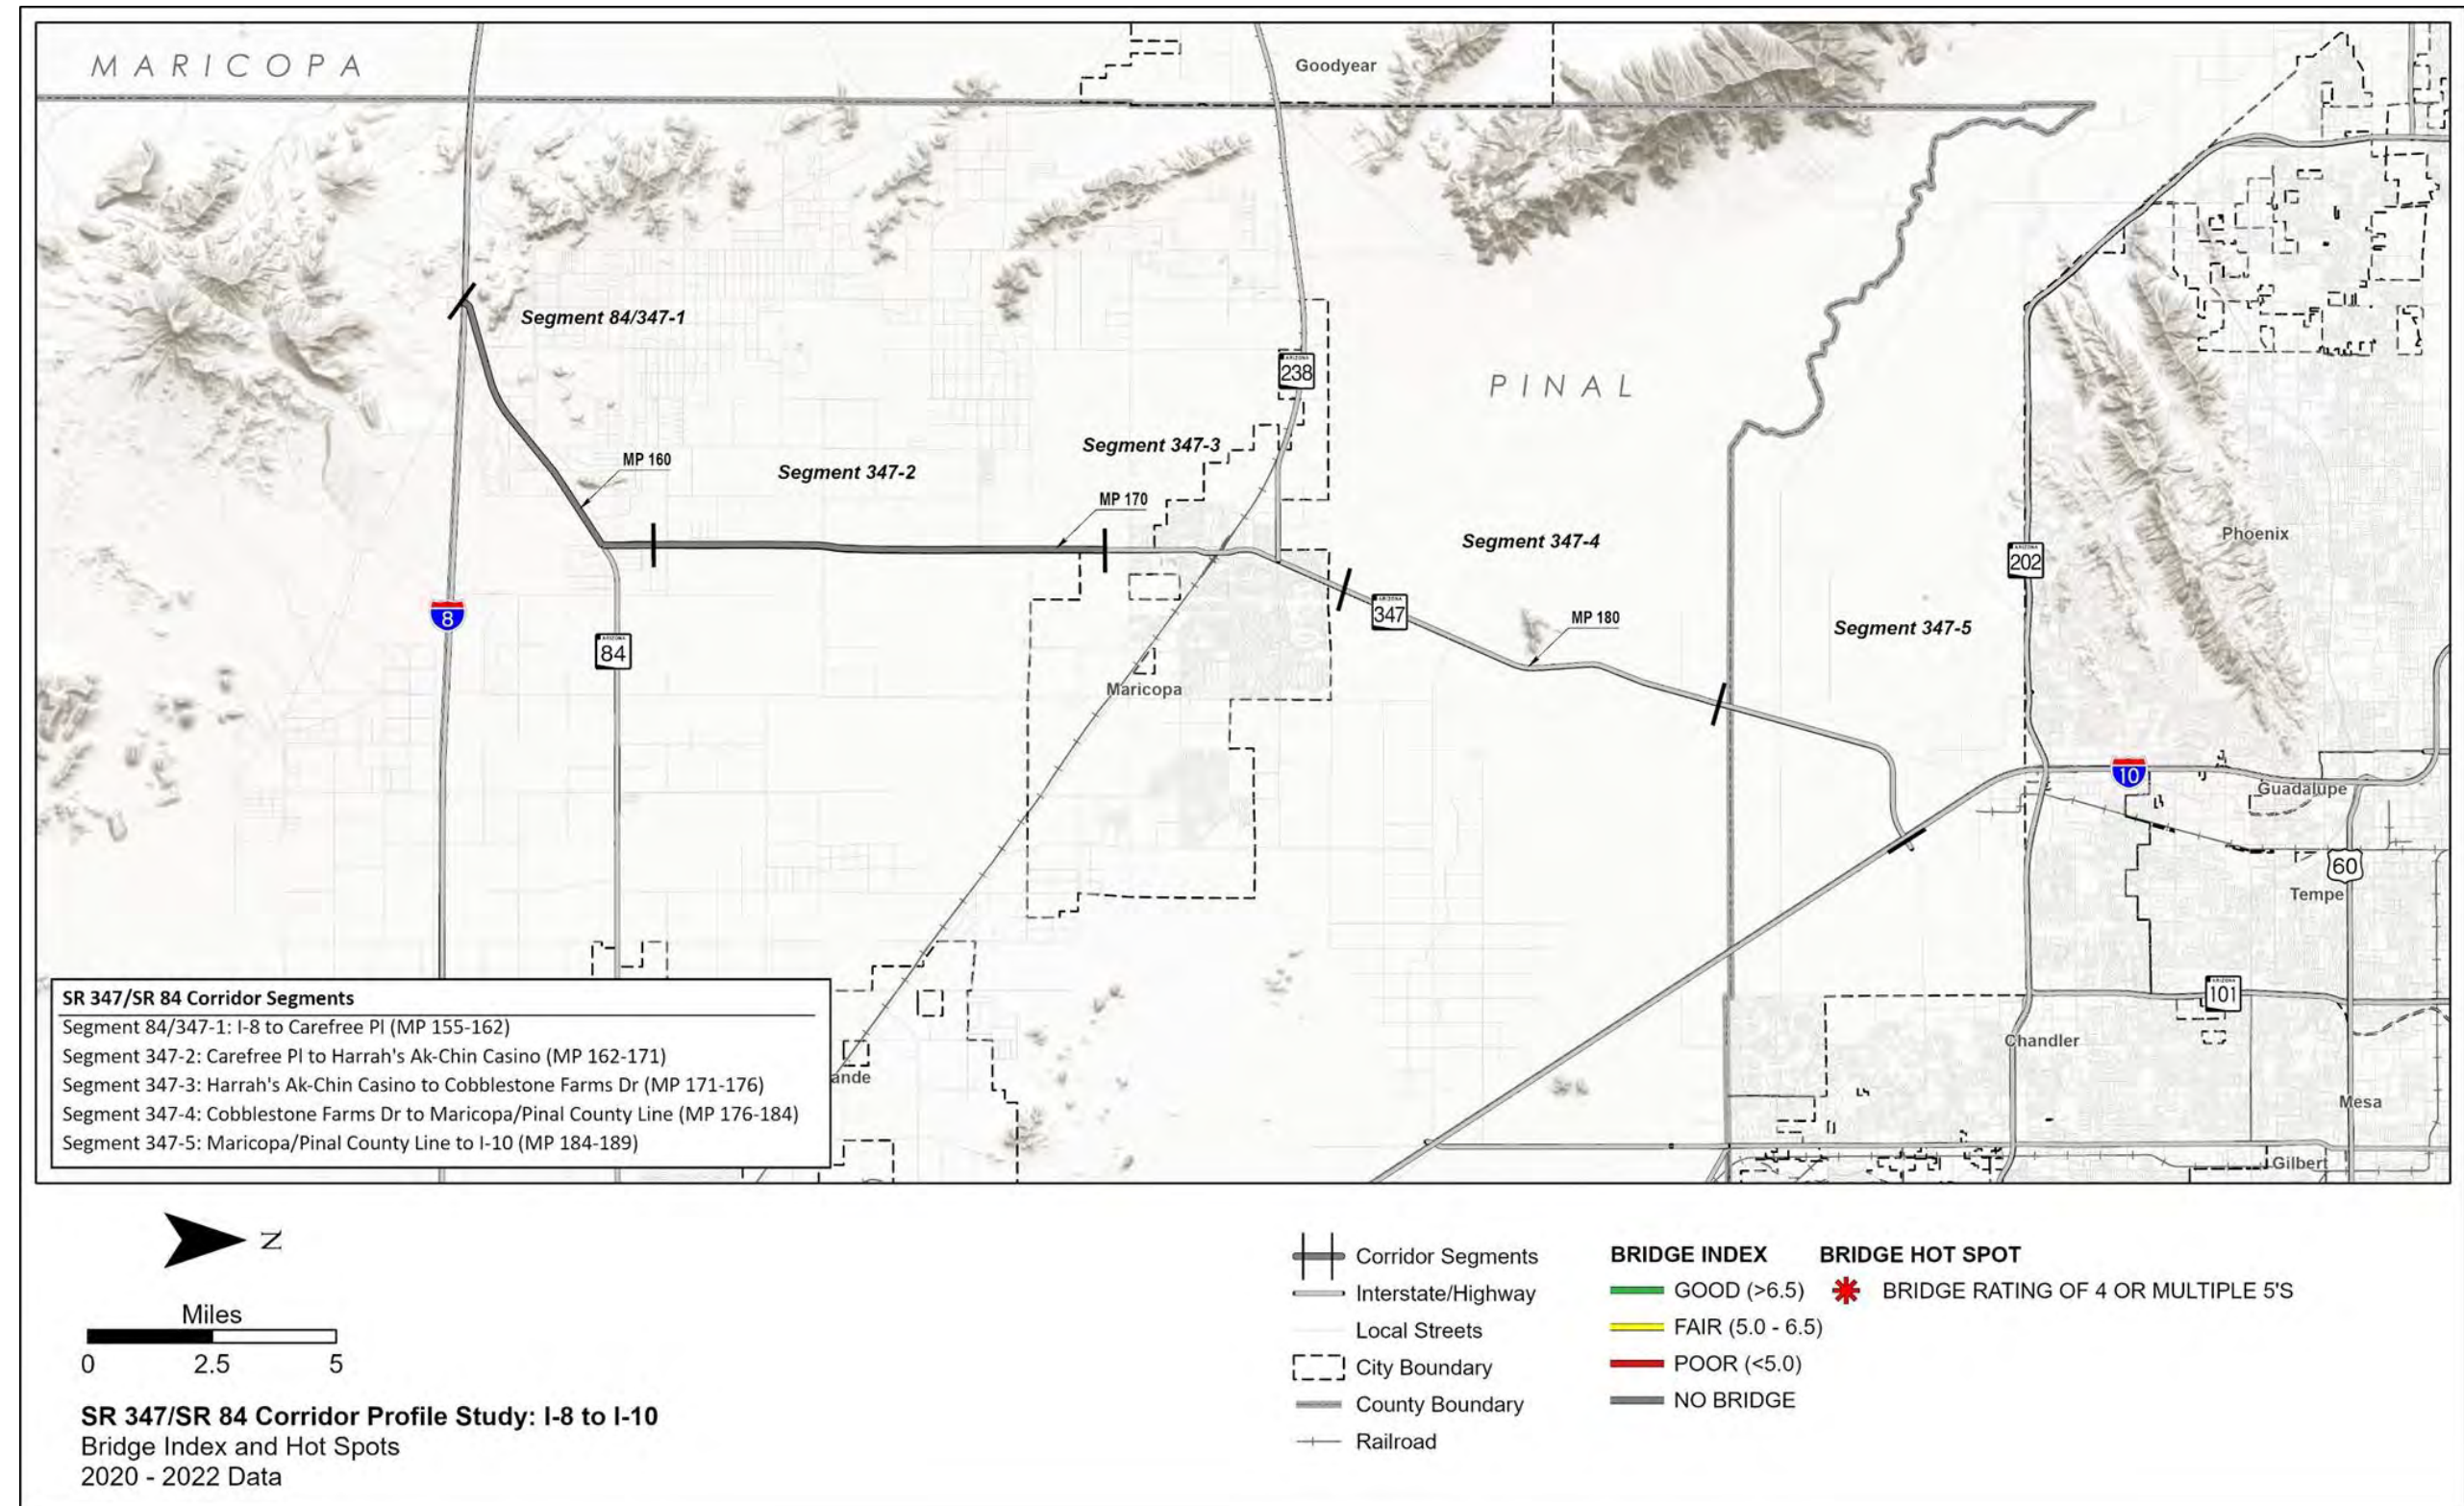 MARICOPA
Goodyear
Segment 84/347-1
238
PINAL
Segment 347-3
MP 160
Segment 347-2
MP 170
Segment 347-4
Phoenix
202
8
347
MP 180
Segment 347-5
84
Maricopa
10
Guadalupe
60
Tempe
101
Chandler
ande
Mesa
Gilbert
SR 347/SR 84 Corridor Segments
Segment 84/347-1: I-8 to Carefree Pl (MP 155-162)
Segment 347-2: Carefree Pl to Harrah's Ak-Chin Casino (MP 162-171)
Segment 347-3: Harrah's Ak-Chin Casino to Cobblestone Farms Dr (MP 171-176)
Segment 347-4: Cobblestone Farms Dr to Maricopa/Pinal County Line (MP 176-184)
Segment 347-5: Maricopa/Pinal County Line to I-10 (MP 184-189)
N
Miles
0 2.5 5
SR 347/SR 84 Corridor Profile Study: I-8 to I-10
Bridge Index and Hot Spots
2020 - 2022 Data
Corridor Segments
Interstate/Highway
Local Streets
City Boundary
County Boundary
Railroad
BRIDGE INDEX
GOOD (>6.5)
FAIR (5.0 - 6.5)
POOR (<5.0)
NO BRIDGE
BRIDGE HOT SPOT
BRIDGE RATING OF 4 OR MULTIPLE 5'S